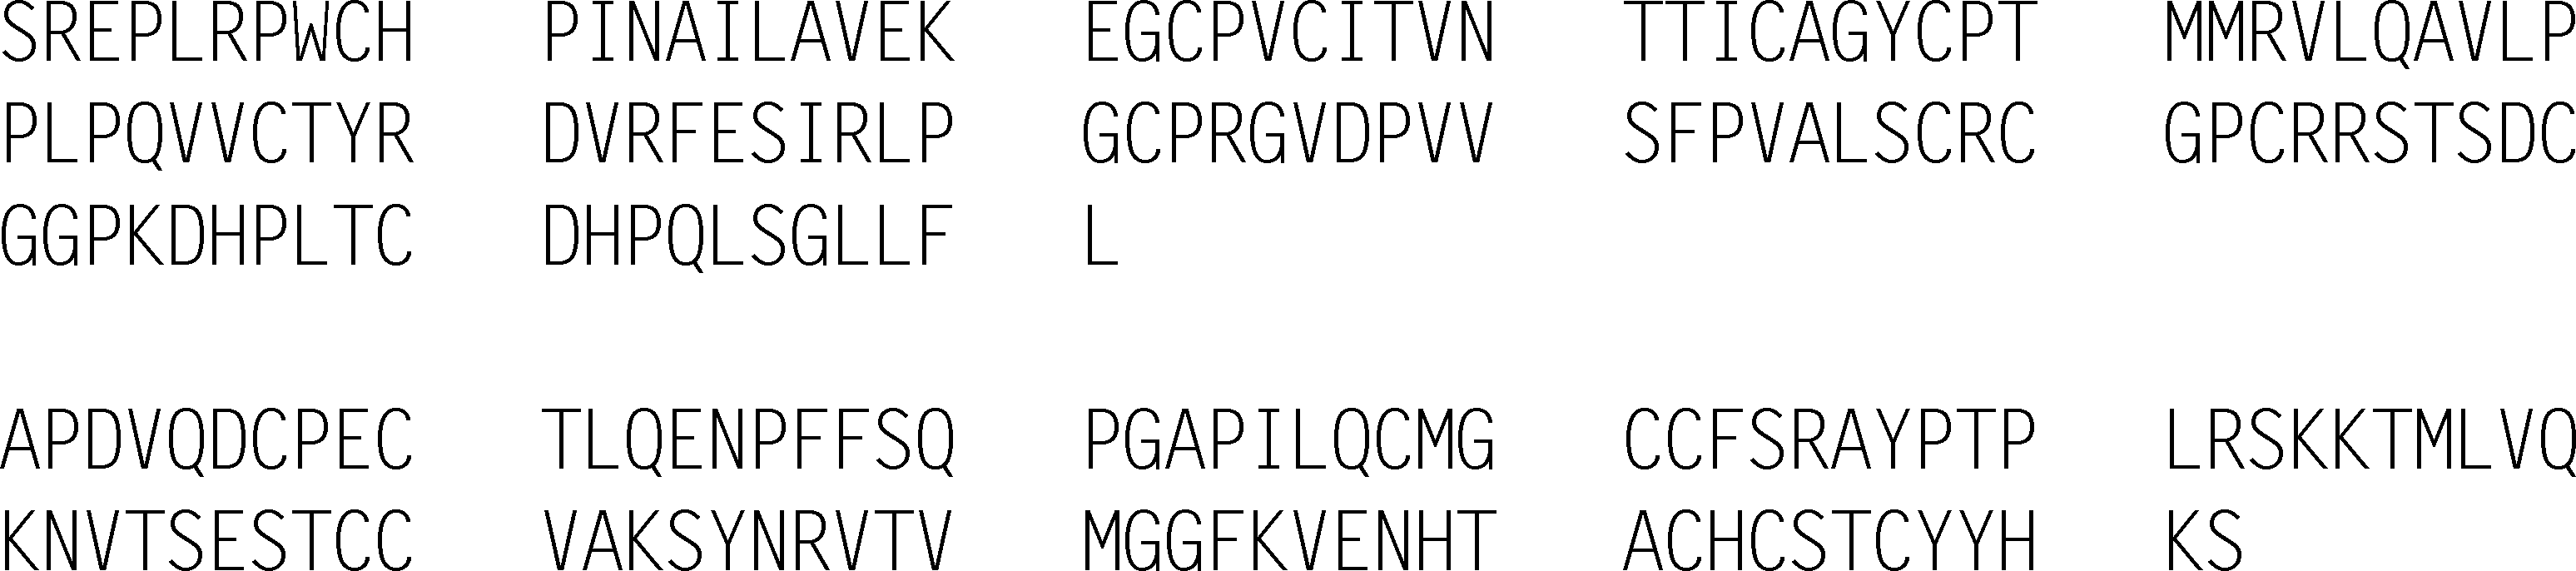 SREPLRPWCH PINAILAVEK EGCPVCITVN TTICAGYCPT MMRVLQAVLP
PLPQVVCTYR DVRFESIRLP GCPRGVDPVV SFPVALSCRC GPCRRSTSDC
GGPKDHPLTC DHPQLSGLLF L
APDVQDCPEC TLQENPFFSQ PGAPILQCMG CCFSRAYPTP LRSKKTMLVQ
KNVTSESTCC VAKSYNRVTV MGGFKVENHT ACHCSTCYYH KS